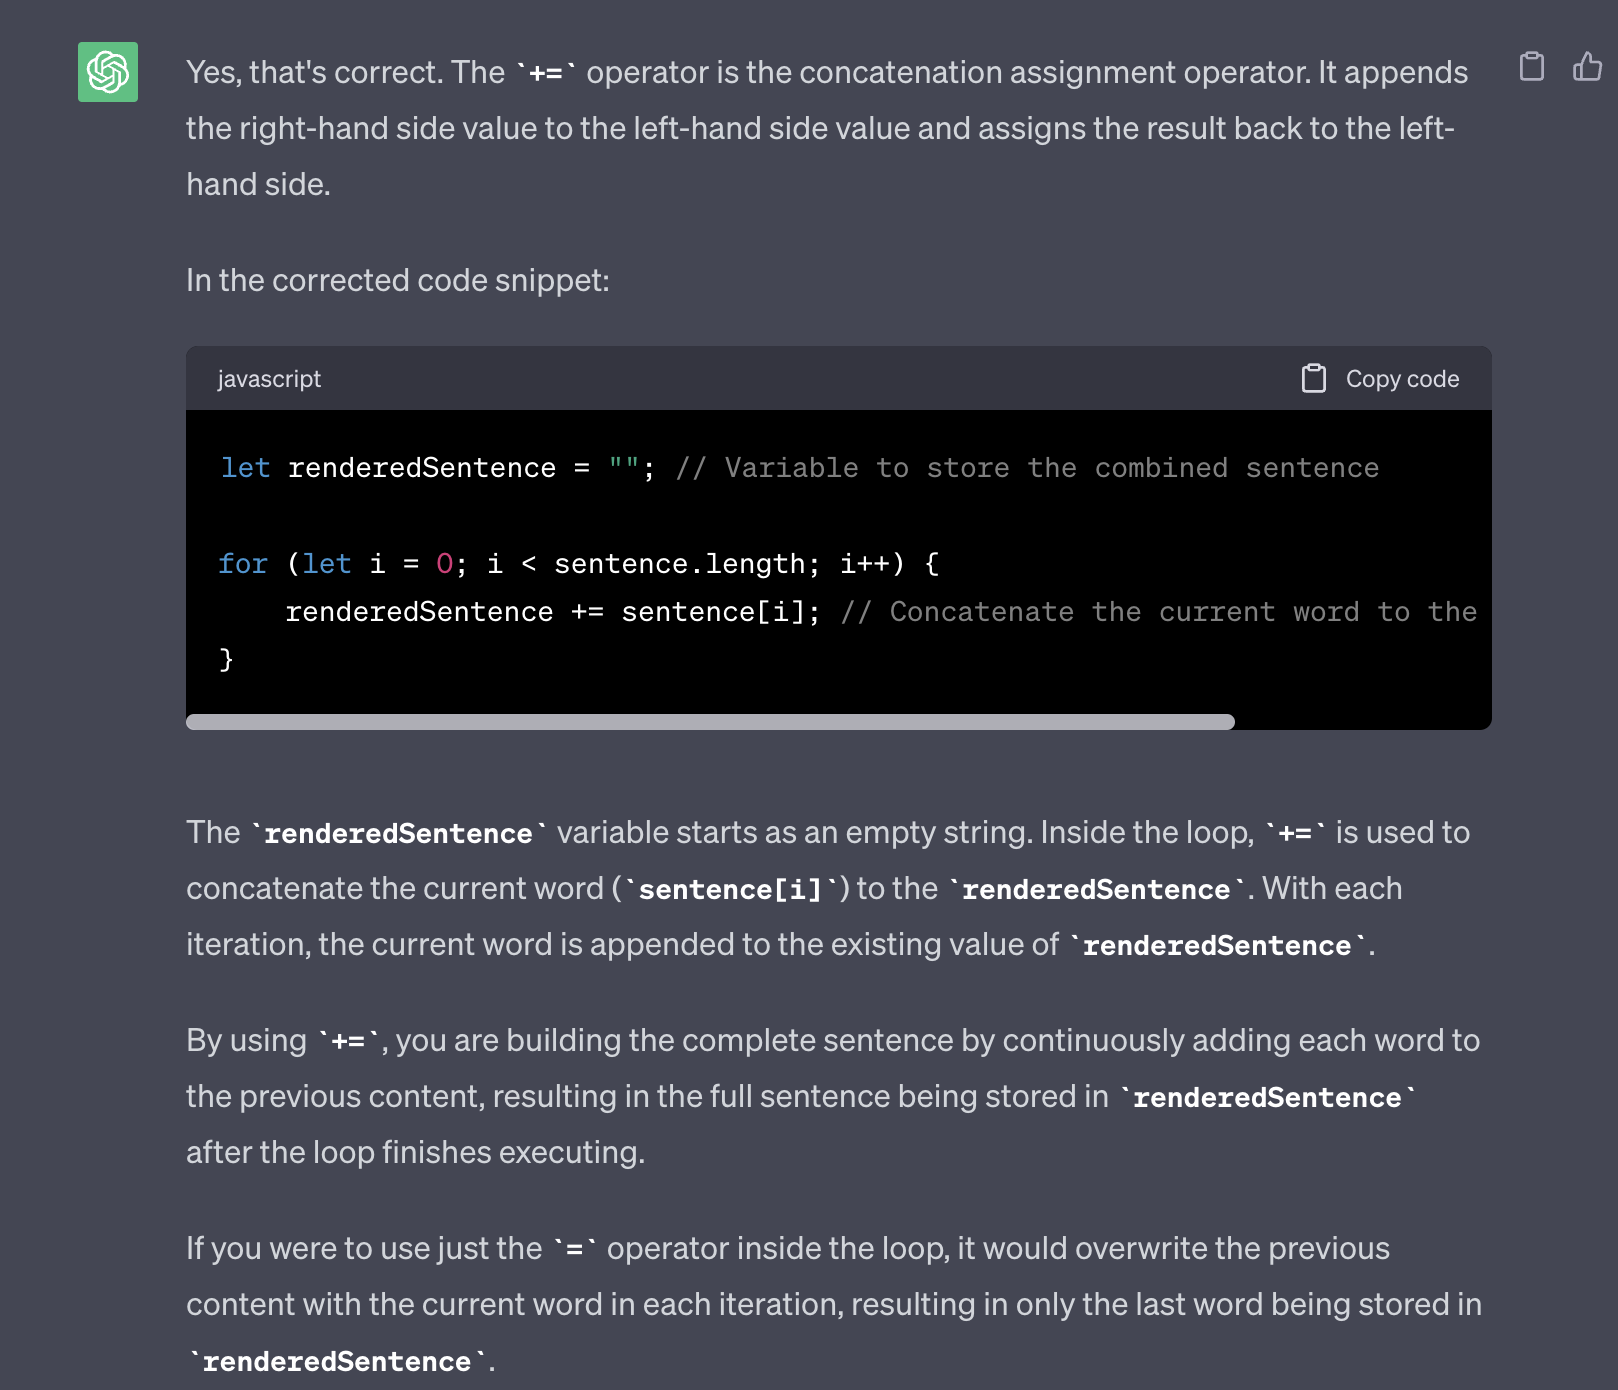 Yes, that's correct. The `+=` operator is the concatenation assignment operator. It appends
the right-hand side value to the left-hand side value and assigns the result back to the left-
hand side.
In the corrected code snippet:
javascript Copy code
let renderedSentence = ""; // Variable to store the combined sentence
for (let i = 0; i < sentence.length; i++) {
    renderedSentence += sentence[i]; // Concatenate the current word to the
}
The `renderedSentence` variable starts as an empty string. Inside the loop, `+=` is used to
concatenate the current word (`sentence[i]`) to the `renderedSentence`. With each
iteration, the current word is appended to the existing value of `renderedSentence`.
By using `+=`, you are building the complete sentence by continuously adding each word to
the previous content, resulting in the full sentence being stored in `renderedSentence`
after the loop finishes executing.
If you were to use just the `=` operator inside the loop, it would overwrite the previous
content with the current word in each iteration, resulting in only the last word being stored in
`renderedSentence`.